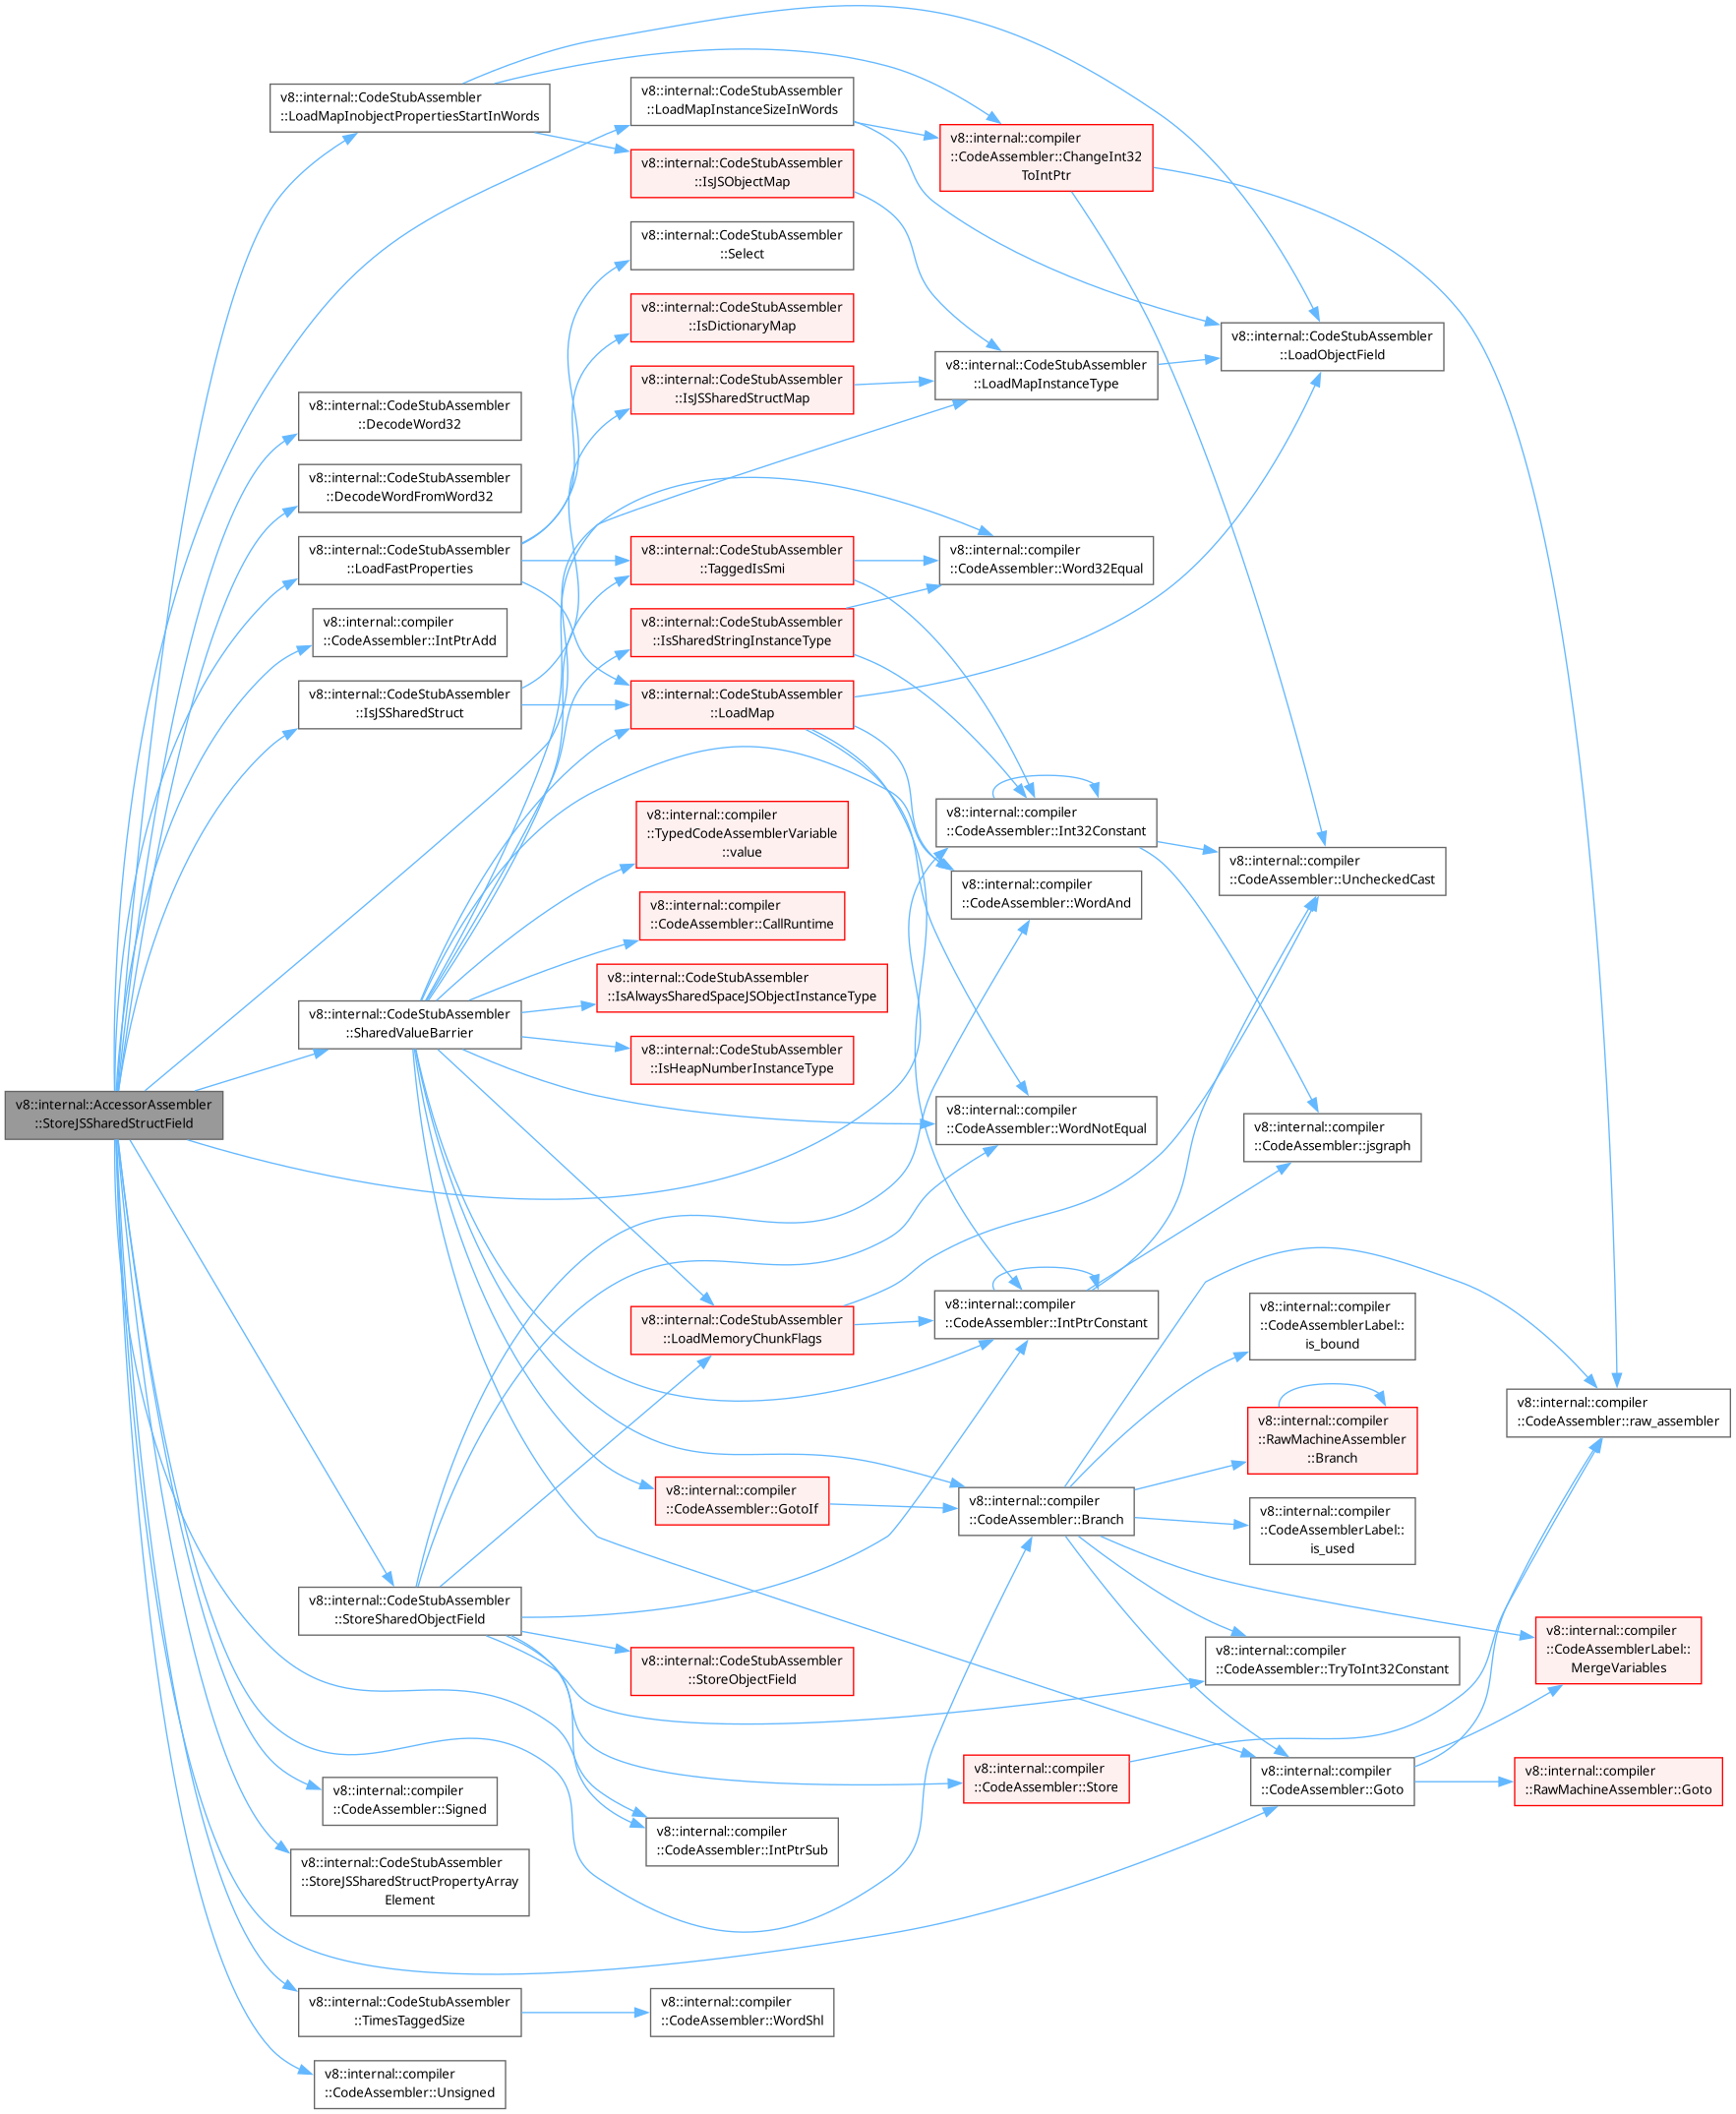 v8::internal::AccessorAssembler
::StoreJSSharedStructField
v8::internal::CodeStubAssembler
::LoadMapInobjectPropertiesStartInWords
v8::internal::CodeStubAssembler
::DecodeWord32
v8::internal::CodeStubAssembler
::DecodeWordFromWord32
v8::internal::CodeStubAssembler
::LoadFastProperties
v8::internal::compiler
::CodeAssembler::IntPtrAdd
v8::internal::CodeStubAssembler
::IsJSSharedStruct
v8::internal::CodeStubAssembler
::SharedValueBarrier
v8::internal::CodeStubAssembler
::StoreSharedObjectField
v8::internal::compiler
::CodeAssembler::Signed
v8::internal::CodeStubAssembler
::StoreJSSharedStructPropertyArray
Element
v8::internal::CodeStubAssembler
::TimesTaggedSize
v8::internal::compiler
::CodeAssembler::Unsigned
v8::internal::CodeStubAssembler
::LoadMapInstanceSizeInWords
v8::internal::CodeStubAssembler
::IsJSObjectMap
v8::internal::CodeStubAssembler
::Select
v8::internal::CodeStubAssembler
::IsDictionaryMap
v8::internal::CodeStubAssembler
::IsJSSharedStructMap
v8::internal::CodeStubAssembler
::TaggedIsSmi
v8::internal::CodeStubAssembler
::IsSharedStringInstanceType
v8::internal::CodeStubAssembler
::LoadMap
v8::internal::compiler
::TypedCodeAssemblerVariable
::value
v8::internal::compiler
::CodeAssembler::CallRuntime
v8::internal::CodeStubAssembler
::IsAlwaysSharedSpaceJSObjectInstanceType
v8::internal::CodeStubAssembler
::IsHeapNumberInstanceType
v8::internal::CodeStubAssembler
::LoadMemoryChunkFlags
v8::internal::compiler
::CodeAssembler::GotoIf
v8::internal::CodeStubAssembler
::StoreObjectField
v8::internal::compiler
::CodeAssembler::IntPtrSub
v8::internal::compiler
::CodeAssembler::WordShl
v8::internal::compiler
::CodeAssembler::ChangeInt32
ToIntPtr
v8::internal::CodeStubAssembler
::LoadMapInstanceType
v8::internal::compiler
::CodeAssembler::Word32Equal
v8::internal::compiler
::CodeAssembler::Int32Constant
v8::internal::compiler
::CodeAssembler::WordAnd
v8::internal::compiler
::CodeAssembler::WordNotEqual
v8::internal::compiler
::CodeAssembler::IntPtrConstant
v8::internal::compiler
::CodeAssembler::Branch
v8::internal::compiler
::CodeAssembler::Store
v8::internal::CodeStubAssembler
::LoadObjectField
v8::internal::compiler
::CodeAssembler::UncheckedCast
v8::internal::compiler
::CodeAssembler::jsgraph
v8::internal::compiler
::CodeAssemblerLabel::
is_bound
v8::internal::compiler
::RawMachineAssembler
::Branch
v8::internal::compiler
::CodeAssemblerLabel::
is_used
v8::internal::compiler
::CodeAssembler::TryToInt32Constant
v8::internal::compiler
::CodeAssembler::Goto
v8::internal::compiler
::CodeAssembler::raw_assembler
v8::internal::compiler
::CodeAssemblerLabel::
MergeVariables
v8::internal::compiler
::RawMachineAssembler::Goto